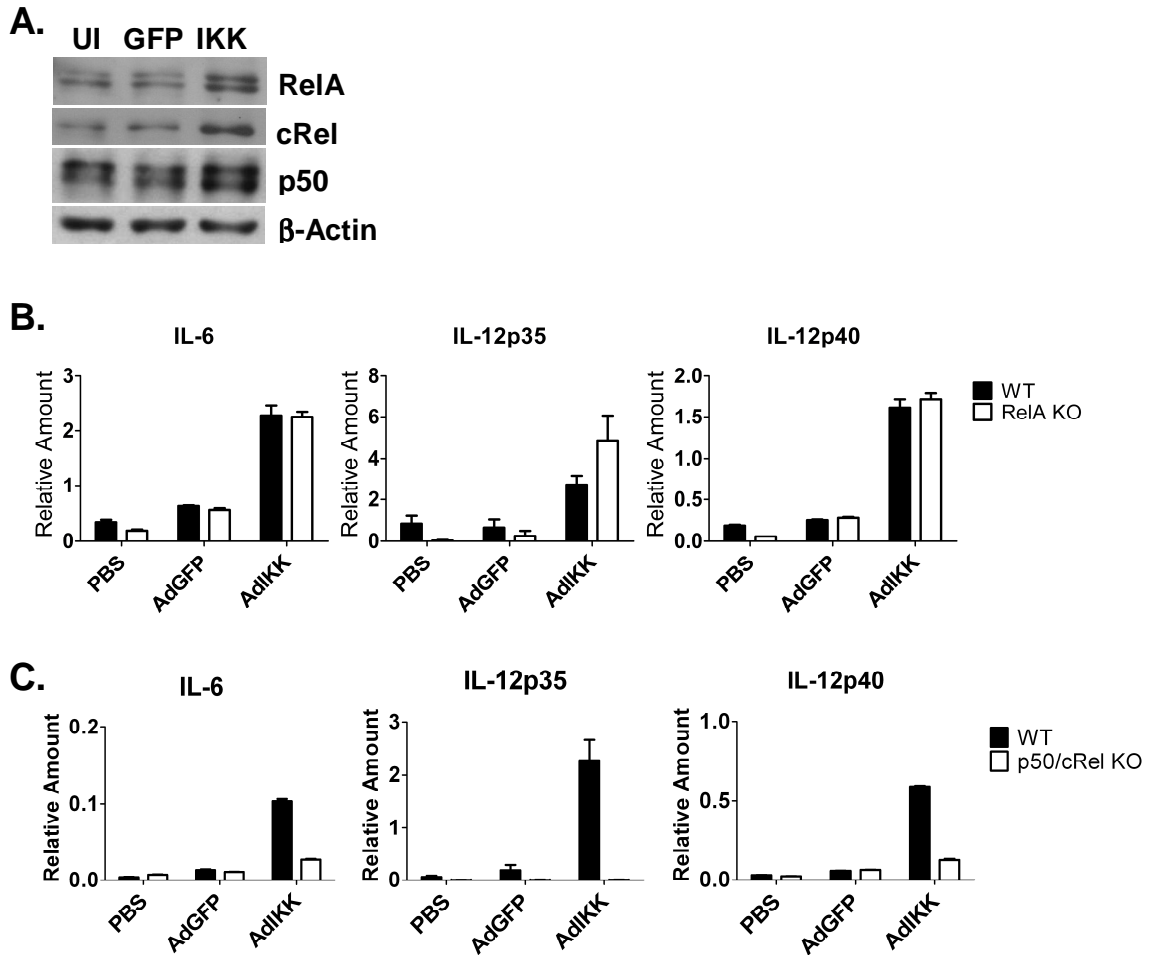 A.
UI GFP IKK
RelA
cRel
p50
β-Actin
B.
IL-6
IL-12p35
IL-12p40
Relative Amount
3
2
1
0
PBS
AdGFP
AdIKK
Relative Amount
8
6
4
2
0
PBS
AdGFP
AdIKK
Relative Amount
2.0
1.5
1.0
0.5
0.0
PBS
AdGFP
AdIKK
WT
RelA KO
C.
IL-6
IL-12p35
IL-12p40
Relative Amount
0.2
0.1
0.0
PBS
AdGFP
AdIKK
Relative Amount
3
2
1
0
PBS
AdGFP
AdIKK
Relative Amount
1.0
0.5
0.0
PBS
AdGFP
AdIKK
WT
p50/cRel KO